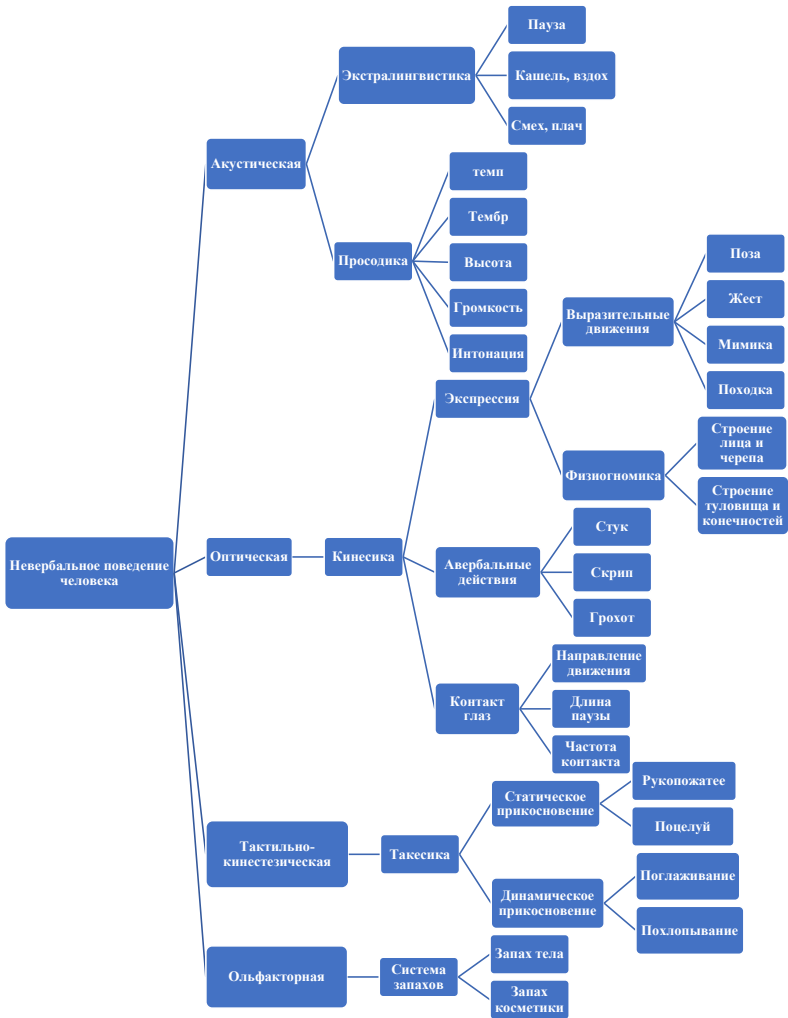 Невербальное поведение
человека
Акустическая
Экстралингвистика
Пауза
Кашель, вздох
Смех, плач
Просодика
темп
Тембр
Высота
Громкость
Интонация
Оптическая
Кинесика
Экспрессия
Выразительные
движения
Поза
Жест
Мимика
Походка
Физиогномика
Строение
лица и
черепа
Строение
туловища и
конечностей
Авербальные
действия
Стук
Скрип
Грохот
Контакт
глаз
Направление
движения
Длина
паузы
Частота
контакта
Тактильно-
кинестезическая
Такесика
Статическое
прикосновение
Рукопожатее
Поцелуй
Динамическое
прикосновение
Поглаживание
Похлопывание
Ольфакторная
Система
запахов
Запах тела
Запах
косметики